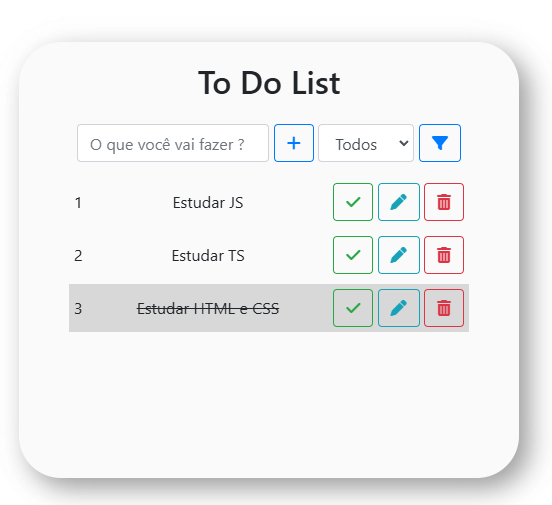 To Do List
O que você vai fazer ? Todos
1 Estudar JS
2 Estudar TS
3 Estudar HTML e CSS